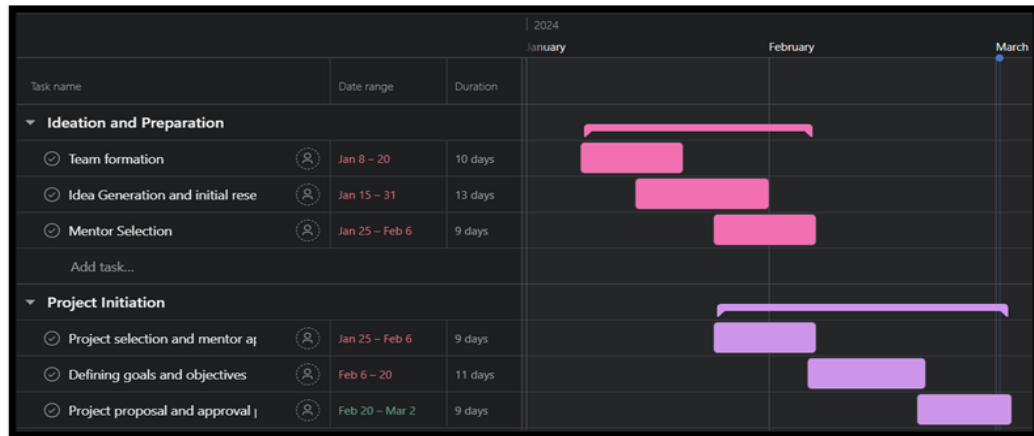 2024
January February March
Task name Date range Duration
Ideation and Preparation
Team formation Jan 8 – 20 10 days
Idea Generation and initial rese Jan 15 – 31 13 days
Mentor Selection Jan 25 – Feb 6 9 days
Add task...
Project Initiation
Project selection and mentor ap Jan 25 – Feb 6 9 days
Defining goals and objectives Feb 6 – 20 11 days
Project proposal and approval Feb 20 – Mar 2 9 days